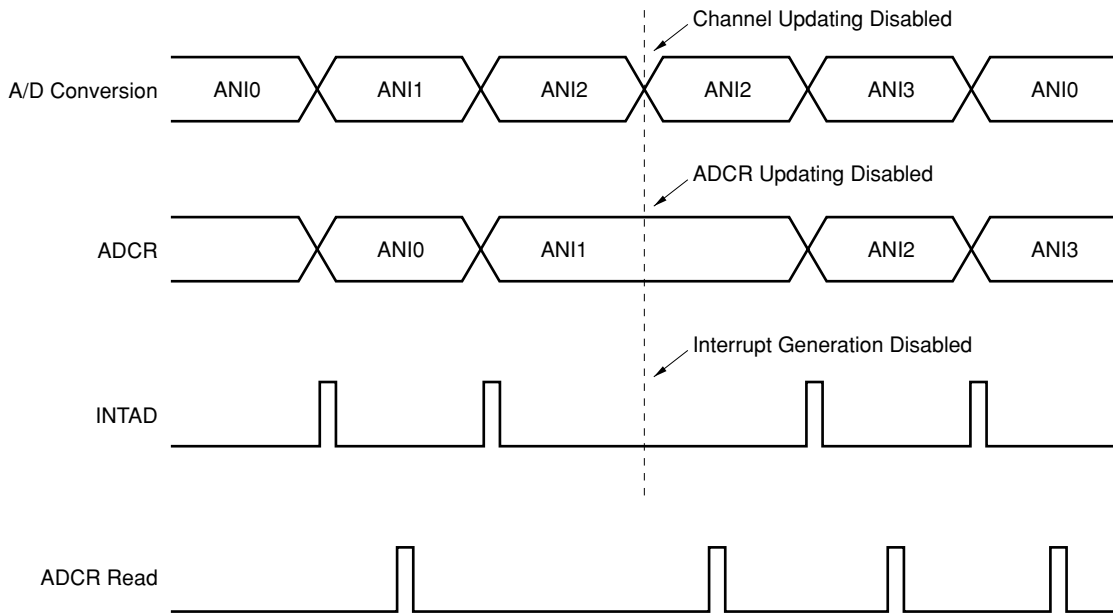 Channel Updating Disabled
A/D Conversion ANI0 ANI1 ANI2 ANI2 ANI3 ANI0
ADCR Updating Disabled
ADCR ANI0 ANI1 ANI2 ANI3
Interrupt Generation Disabled
INTAD
ADCR Read